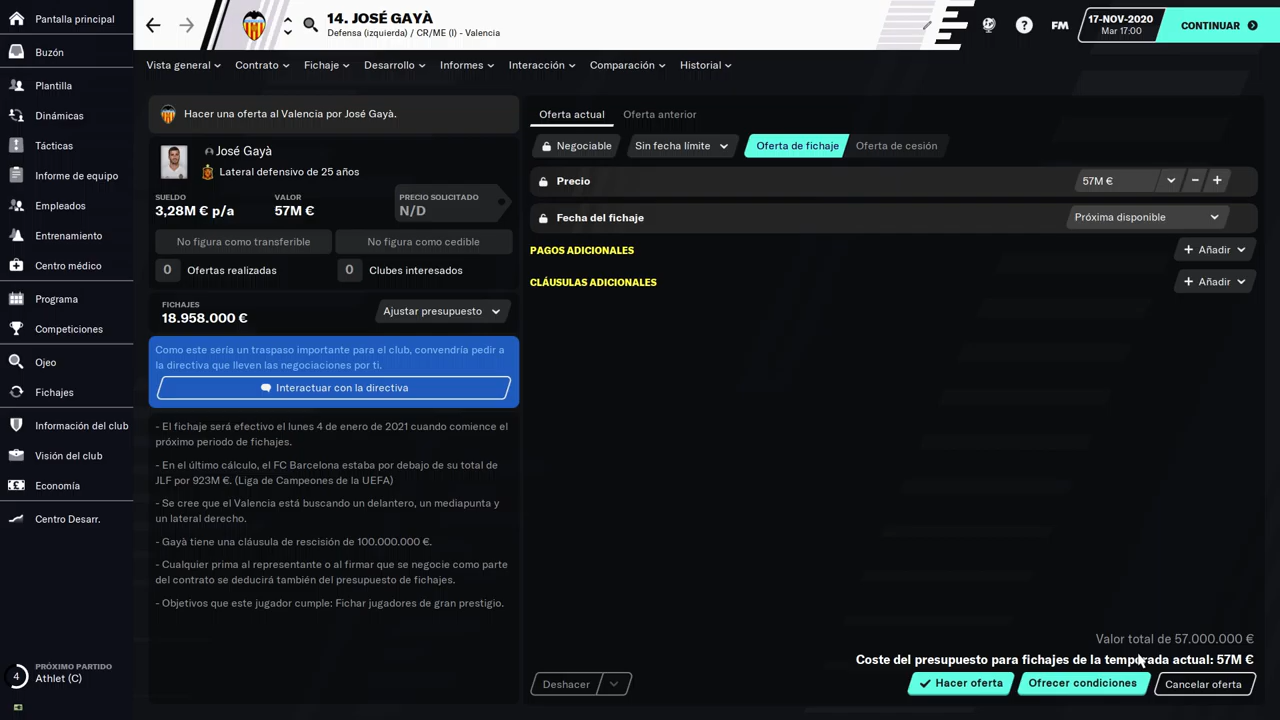 Pantalla principal
Buzón
Plantilla
Dinámicas
Tácticas
Informe de equipo
Empleados
Entrenamiento
Centro médico
Programa
Competiciones
Ojeo
Fichajes
Información del club
Visión del club
Economía
Centro Desarr.
4
PRÓXIMO PARTIDO
Athlet (C)
14. JOSÉ GAYÀ
Defensa (izquierda) / CR/ME (I) - Valencia
FM
17-NOV-2020
Mar 17:00
CONTINUAR
Vista general
Contrato
Fichaje
Desarrollo
Informes
Interacción
Comparación
Historial
Hacer una oferta al Valencia por José Gayà.
José Gayà
Lateral defensivo de 25 años
SUELDO
3,28M € p/a
VALOR
57M €
PRECIO SOLICITADO
N/D
No figura como transferible
No figura como cedible
0 Ofertas realizadas
0 Clubes interesados
FICHAJES
18.958.000 €
Ajustar presupuesto
Como este sería un traspaso importante para el club, convendría pedir a
la directiva que lleven las negociaciones por ti.
Interactuar con la directiva
- El fichaje será efectivo el lunes 4 de enero de 2021 cuando comience el
próximo periodo de fichajes.
- En el último cálculo, el FC Barcelona estaba por debajo de su total de
JLF por 923M €. (Liga de Campeones de la UEFA)
- Se cree que el Valencia está buscando un delantero, un mediapunta y
un lateral derecho.
- Gayà tiene una cláusula de rescisión de 100.000.000 €.
- Cualquier prima al representante o al firmar que se negocie como parte
del contrato se deducirá también del presupuesto de fichajes.
- Objetivos que este jugador cumple: Fichar jugadores de gran prestigio.
Oferta actual
Oferta anterior
Negociable
Sin fecha límite
Oferta de fichaje
Oferta de cesión
Precio
57M €
- +
Fecha del fichaje
Próxima disponible
PAGOS ADICIONALES
+ Añadir
CLÁUSULAS ADICIONALES
+ Añadir
Valor total de 57.000.000 €
Coste del presupuesto para fichajes de la temporada actual: 57M €
Deshacer
Hacer oferta
Ofrecer condiciones
Cancelar oferta